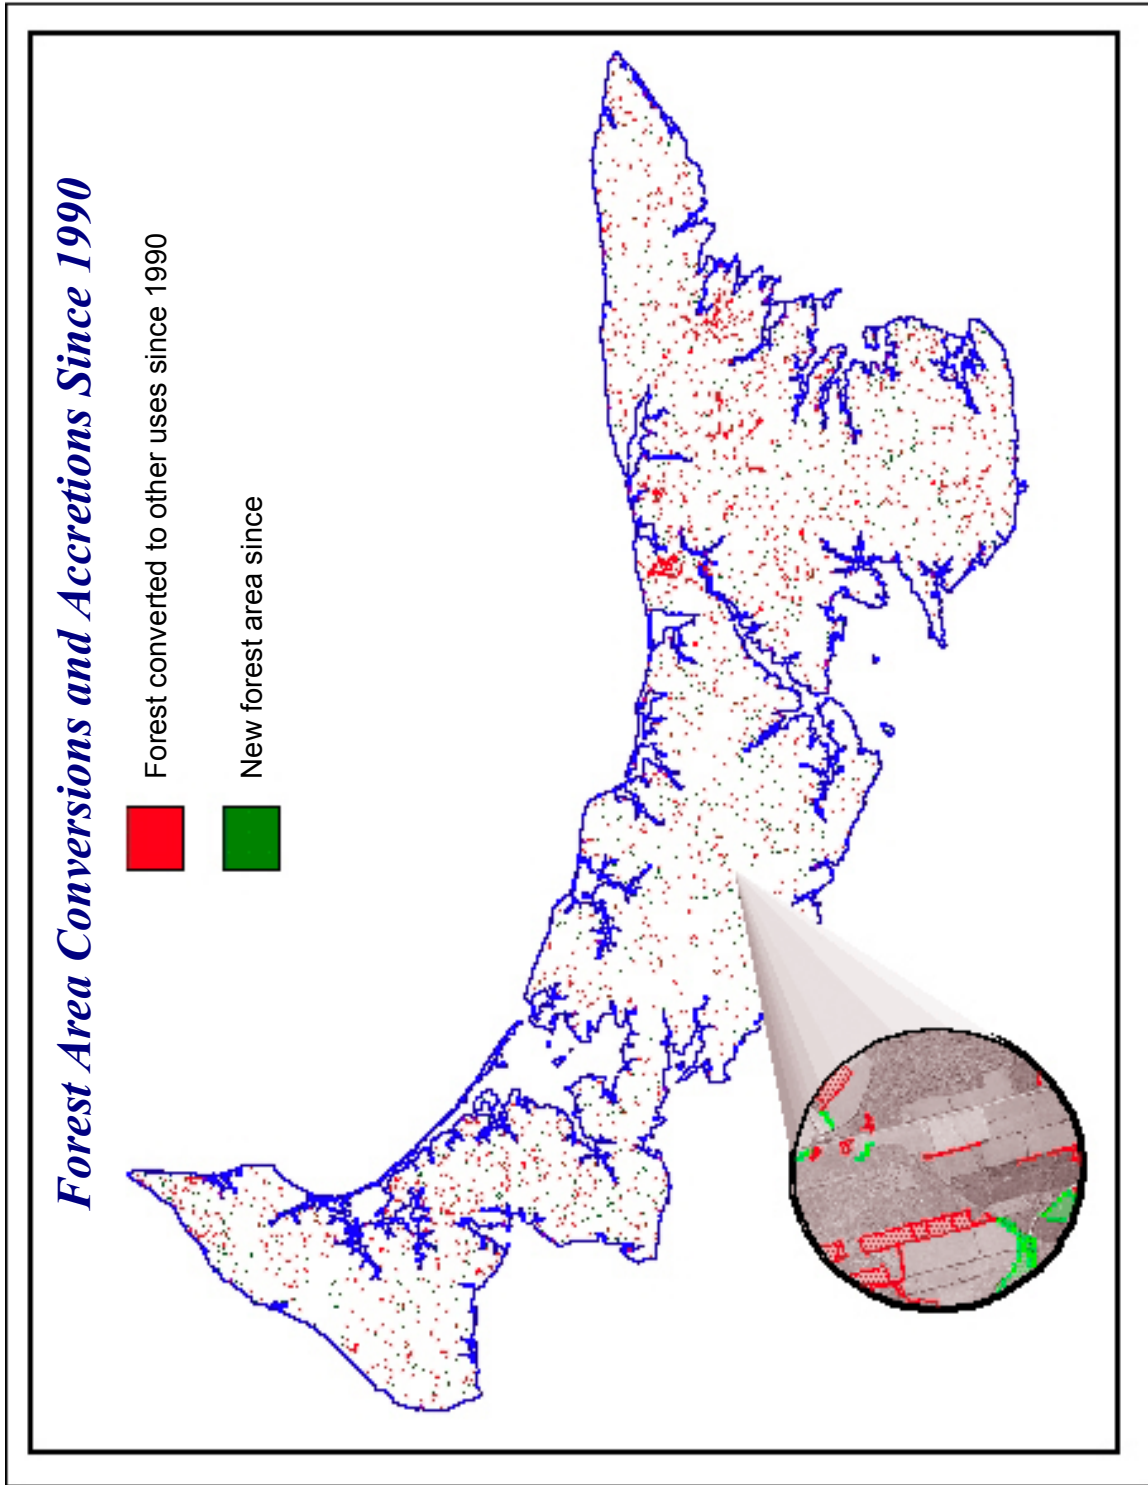 Forest Area Conversions and Accretions Since 1990
Forest converted to other uses since 1990
New forest area since